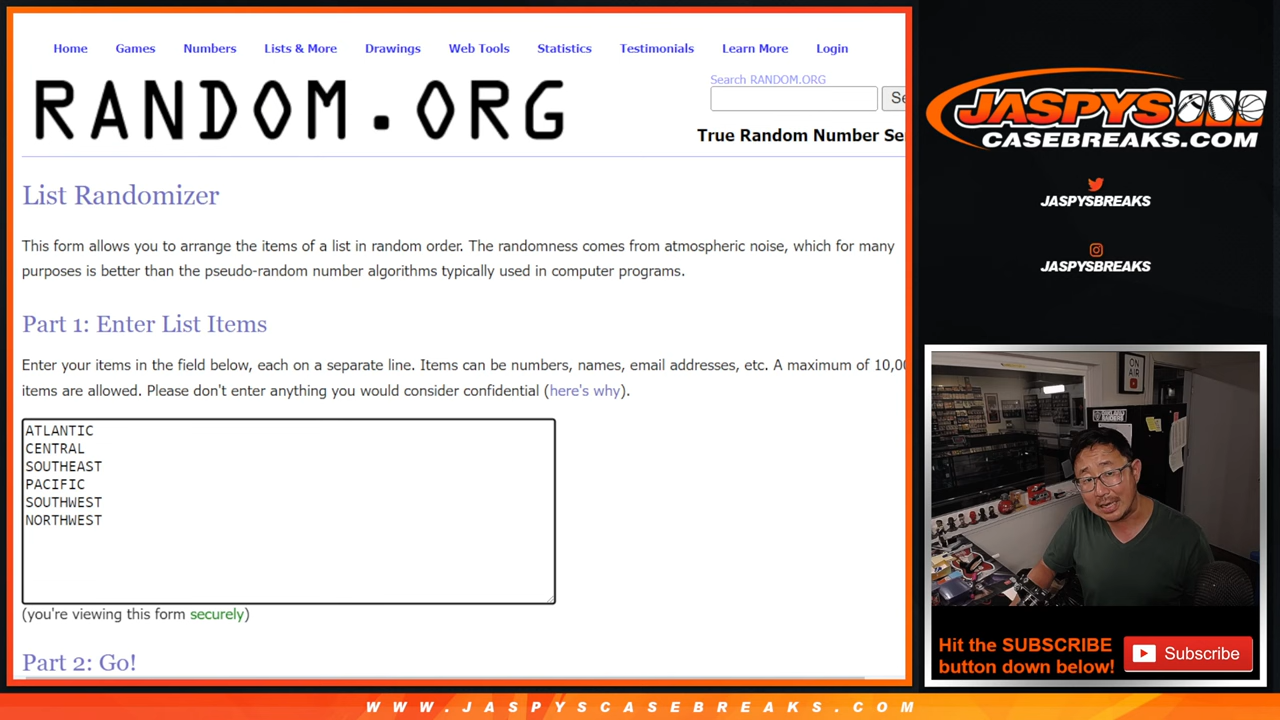 Home Games Numbers Lists & More Drawings Web Tools Statistics Testimonials Learn More Login
Search RANDOM.ORG
RANDOM.ORG
Se
True Random Number Se
List Randomizer
This form allows you to arrange the items of a list in random order. The randomness comes from atmospheric noise, which for many
purposes is better than the pseudo-random number algorithms typically used in computer programs.
Part 1: Enter List Items
Enter your items in the field below, each on a separate line. Items can be numbers, names, email addresses, etc. A maximum of 10,00
items are allowed. Please don't enter anything you would consider confidential (here's why).
ATLANTIC
CENTRAL
SOUTHEAST
PACIFIC
SOUTHWEST
NORTHWEST
(you're viewing this form securely)
Part 2: Go!
JASPYS
CASEBREAKS.COM
JASPYSBREAKS
JASPYSBREAKS
ON
AIR
Hit the SUBSCRIBE
button down below!
Subscribe
WWW.JASPYSCASEBREAKS.COM